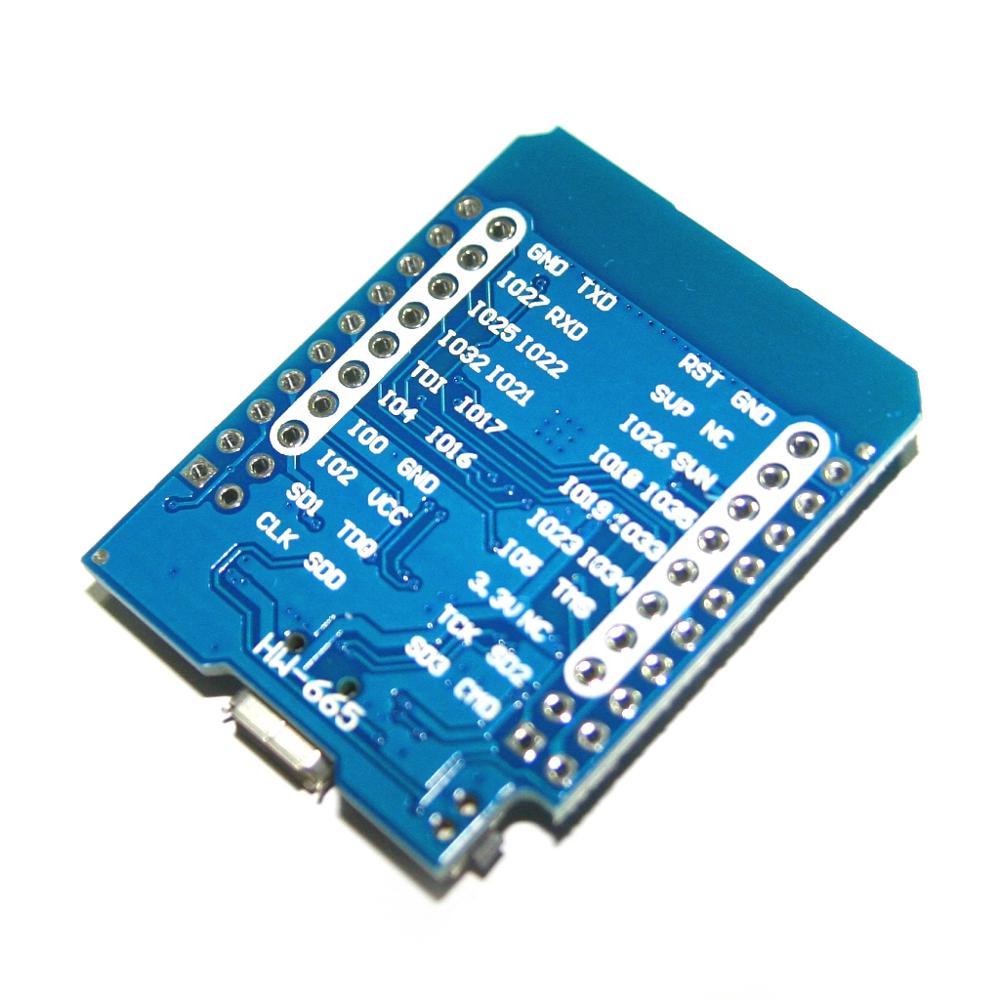 GND TXD
IO27 RXD
IO25 IO22
IO32 IO21
TDI IO17
IO4 IO16
IO0 GND
IO2 VCC
SD1 TD0
CLK SDD
RST GND
SVP NC
IO26 SUN
IO18 IO35
IO19 IO33
IO23 IO34
IO5 TMS
3.3V NC
TCK SD2
SD3 CMD
HW-665